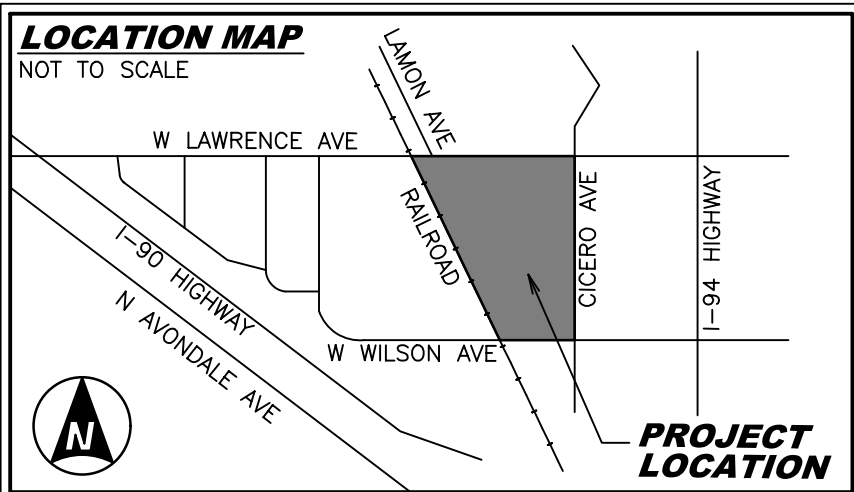 LOCATION MAP
NOT TO SCALE
LAMON AVE
W LAWRENCE AVE
RAILROAD
CICERO AVE
I-94 HIGHWAY
I-90 HIGHWAY
N AVONDALE AVE
W WILSON AVE
N
PROJECT
LOCATION